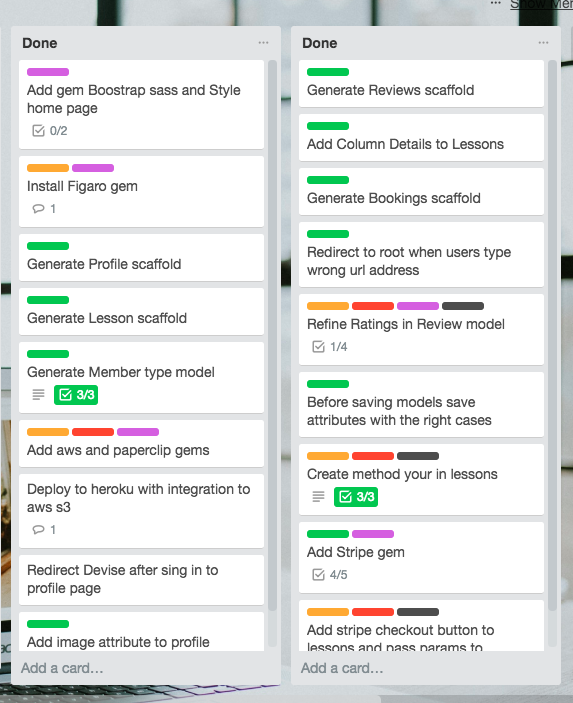 Show
Done
Add gem Boostrap sass and Style
home page
0/2
Install Figaro gem
1
Generate Profile scaffold
Generate Lesson scaffold
Generate Member type model
3/3
Add aws and paperclip gems
Deploy to heroku with integration to
aws s3
1
Redirect Devise after sing in to
profile page
Add image attribute to profile
Add a card...
Done
Generate Reviews scaffold
Add Column Details to Lessons
Generate Bookings scaffold
Redirect to root when users type
wrong url address
Refine Ratings in Review model
1/4
Before saving models save
attributes with the right cases
Create method your in lessons
3/3
Add Stripe gem
4/5
Add stripe checkout button to
lessons and pass params to
Add a card...